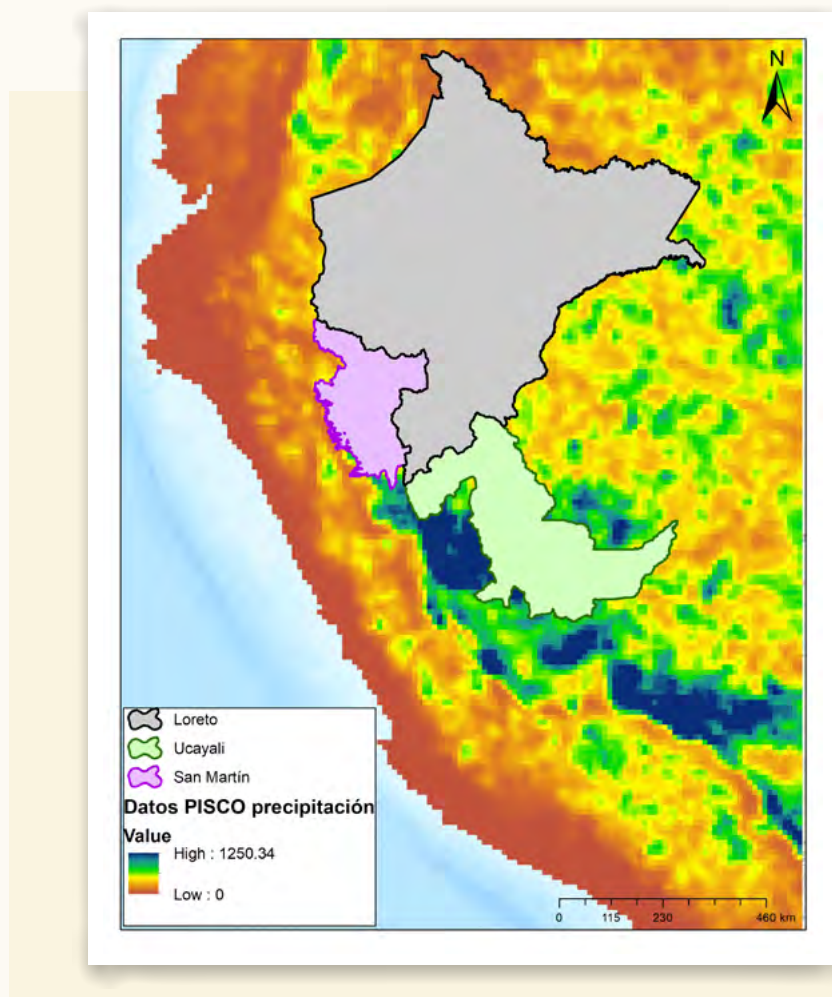 N
Loreto
Ucayali
San Martín
Datos PISCO precipitación
Value
High : 1250.34
Low : 0
0 115 230 460 km